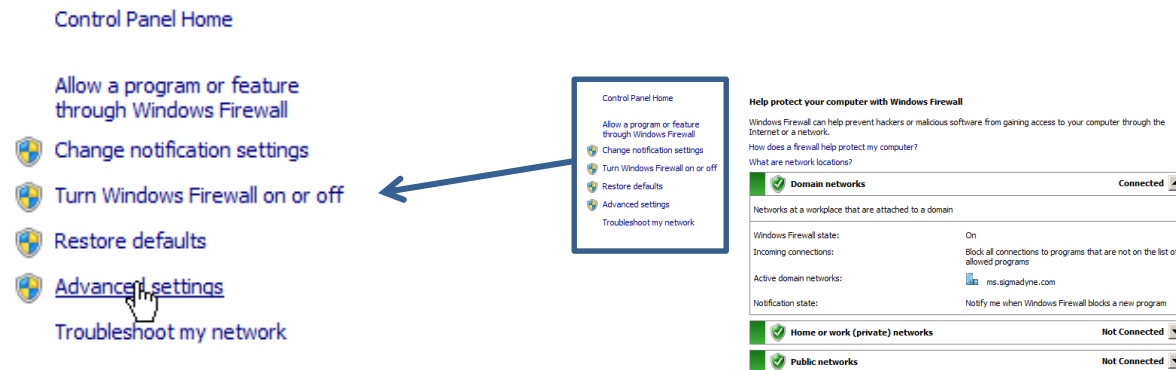 Control Panel Home
Allow a program or feature
through Windows Firewall
Change notification settings
Turn Windows Firewall on or off
Restore defaults
Advanced settings
Troubleshoot my network
Control Panel Home
Allow a program or feature
through Windows Firewall
Change notification settings
Turn Windows Firewall on or off
Restore defaults
Advanced settings
Troubleshoot my network
Help protect your computer with Windows Firewall
Windows Firewall can help prevent hackers or malicious software from gaining access to your computer through the
Internet or a network.
How does a firewall help protect my computer?
What are network locations?
Domain networks Connected
Networks at a workplace that are attached to a domain
Windows Firewall state: On
Incoming connections: Block all connections to programs that are not on the list of
allowed programs
Active domain networks: ms.sigmadyne.com
Notification state: Notify me when Windows Firewall blocks a new program
Home or work (private) networks Not Connected
Public networks Not Connected